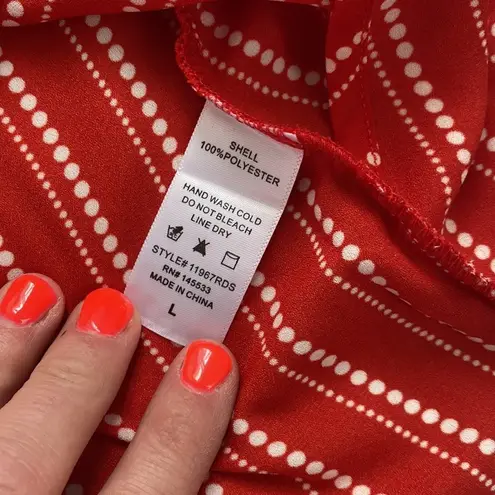 SHELL
100%POLYESTER
HAND WASH COLD
DO NOT BLEACH
LINE DRY
STYLE# 11967RDS
RN# 145533
MADE IN CHINA
L